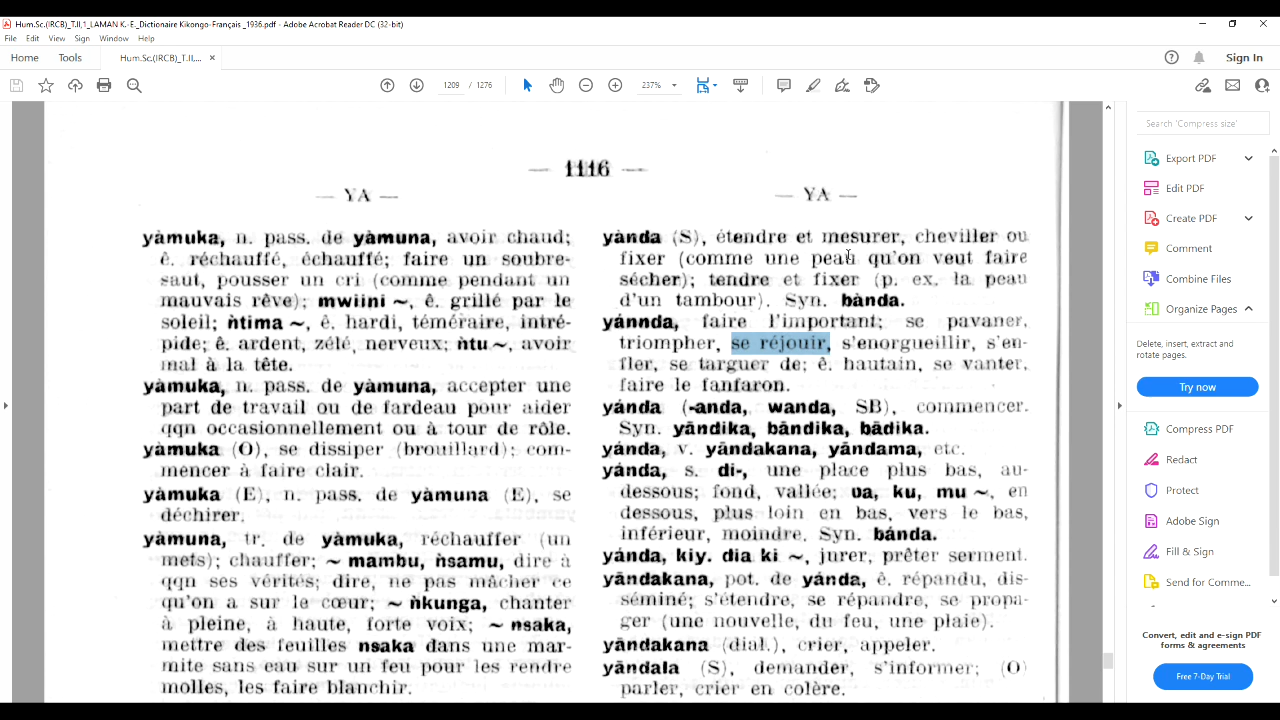 Hum.Sc.(IRCB)_T.II,1_LAMAN K.-E._Dictionaire Kikongo-Français _1936.pdf - Adobe Acrobat Reader DC (32-bit)
File Edit View Sign Window Help
Home Tools Hum.Sc.(IRCB)_T.II,... × Sign In
1209 / 1276 237%
— 1116 —
— YA —
yàmuka, n. pass. de yàmuna, avoir chaud;
ê. réchauffé, échauffé; faire un soubre-
saut, pousser un cri (comme pendant un
mauvais rêve); mwiini ~, ê. grillé par le
soleil; ǹtima ~, ê. hardi, téméraire, intré-
pide; ê. ardent, zélé, nerveux; ǹtu ~, avoir
mal à la tête.
yàmuka, n. pass. de yàmuna, accepter une
part de travail ou de fardeau pour aider
qqn occasionnellement ou à tour de rôle.
yàmuka (O), se dissiper (brouillard); com-
mencer à faire clair.
yàmuka (E), n. pass. de yàmuna (E), se
déchirer.
yàmuna, tr. de yàmuka, réchauffer (un
mets); chauffer; ~ mambu, ǹsamu, dire à
qqn ses vérités; dire, ne pas mâcher ce
qu'on a sur le cœur; ~ ǹkunga, chanter
à pleine, à haute, forte voix; ~ nsaka,
mettre des feuilles nsaka dans une mar-
mite sans eau sur un feu pour les rendre
molles, les faire blanchir.
— YA —
yànda (S), étendre et mesurer, cheviller ou
fixer (comme une peau qu'on veut faire
sécher); tendre et fixer (p. ex. la peau
d'un tambour). Syn. bànda.
yánnda, faire l'important; se pavaner,
triompher, se réjouir, s'enorgueillir, s'en-
fler, se targuer de; ê. hautain, se vanter,
faire le fanfaron.
yánda (-anda, wanda, SB), commencer.
Syn. yāndika, bāndika, bādika.
yánda, v. yāndakana, yāndama, etc.
yánda, s. di-, une place plus bas, au-
dessous; fond, vallée; va, ku, mu ~, en
dessous, plus loin en bas, vers le bas,
inférieur, moindre. Syn. bánda.
yánda, kiy. dia ki ~, jurer, prêter serment.
yāndakana, pot. de yánda, ê. répandu, dis-
séminé; s'étendre, se répandre, se propa-
ger (une nouvelle, du feu, une plaie).
yāndakana (dial.), crier, appeler.
yāndala (S), demander, s'informer; (O)
parler, crier en colère.
Search 'Compress size'
Export PDF
Edit PDF
Create PDF
Comment
Combine Files
Organize Pages
Delete, insert, extract and
rotate pages.
Try now
Compress PDF
Redact
Protect
Adobe Sign
Fill & Sign
Send for Comme...
Convert, edit and e-sign PDF
forms & agreements
Free 7-Day Trial